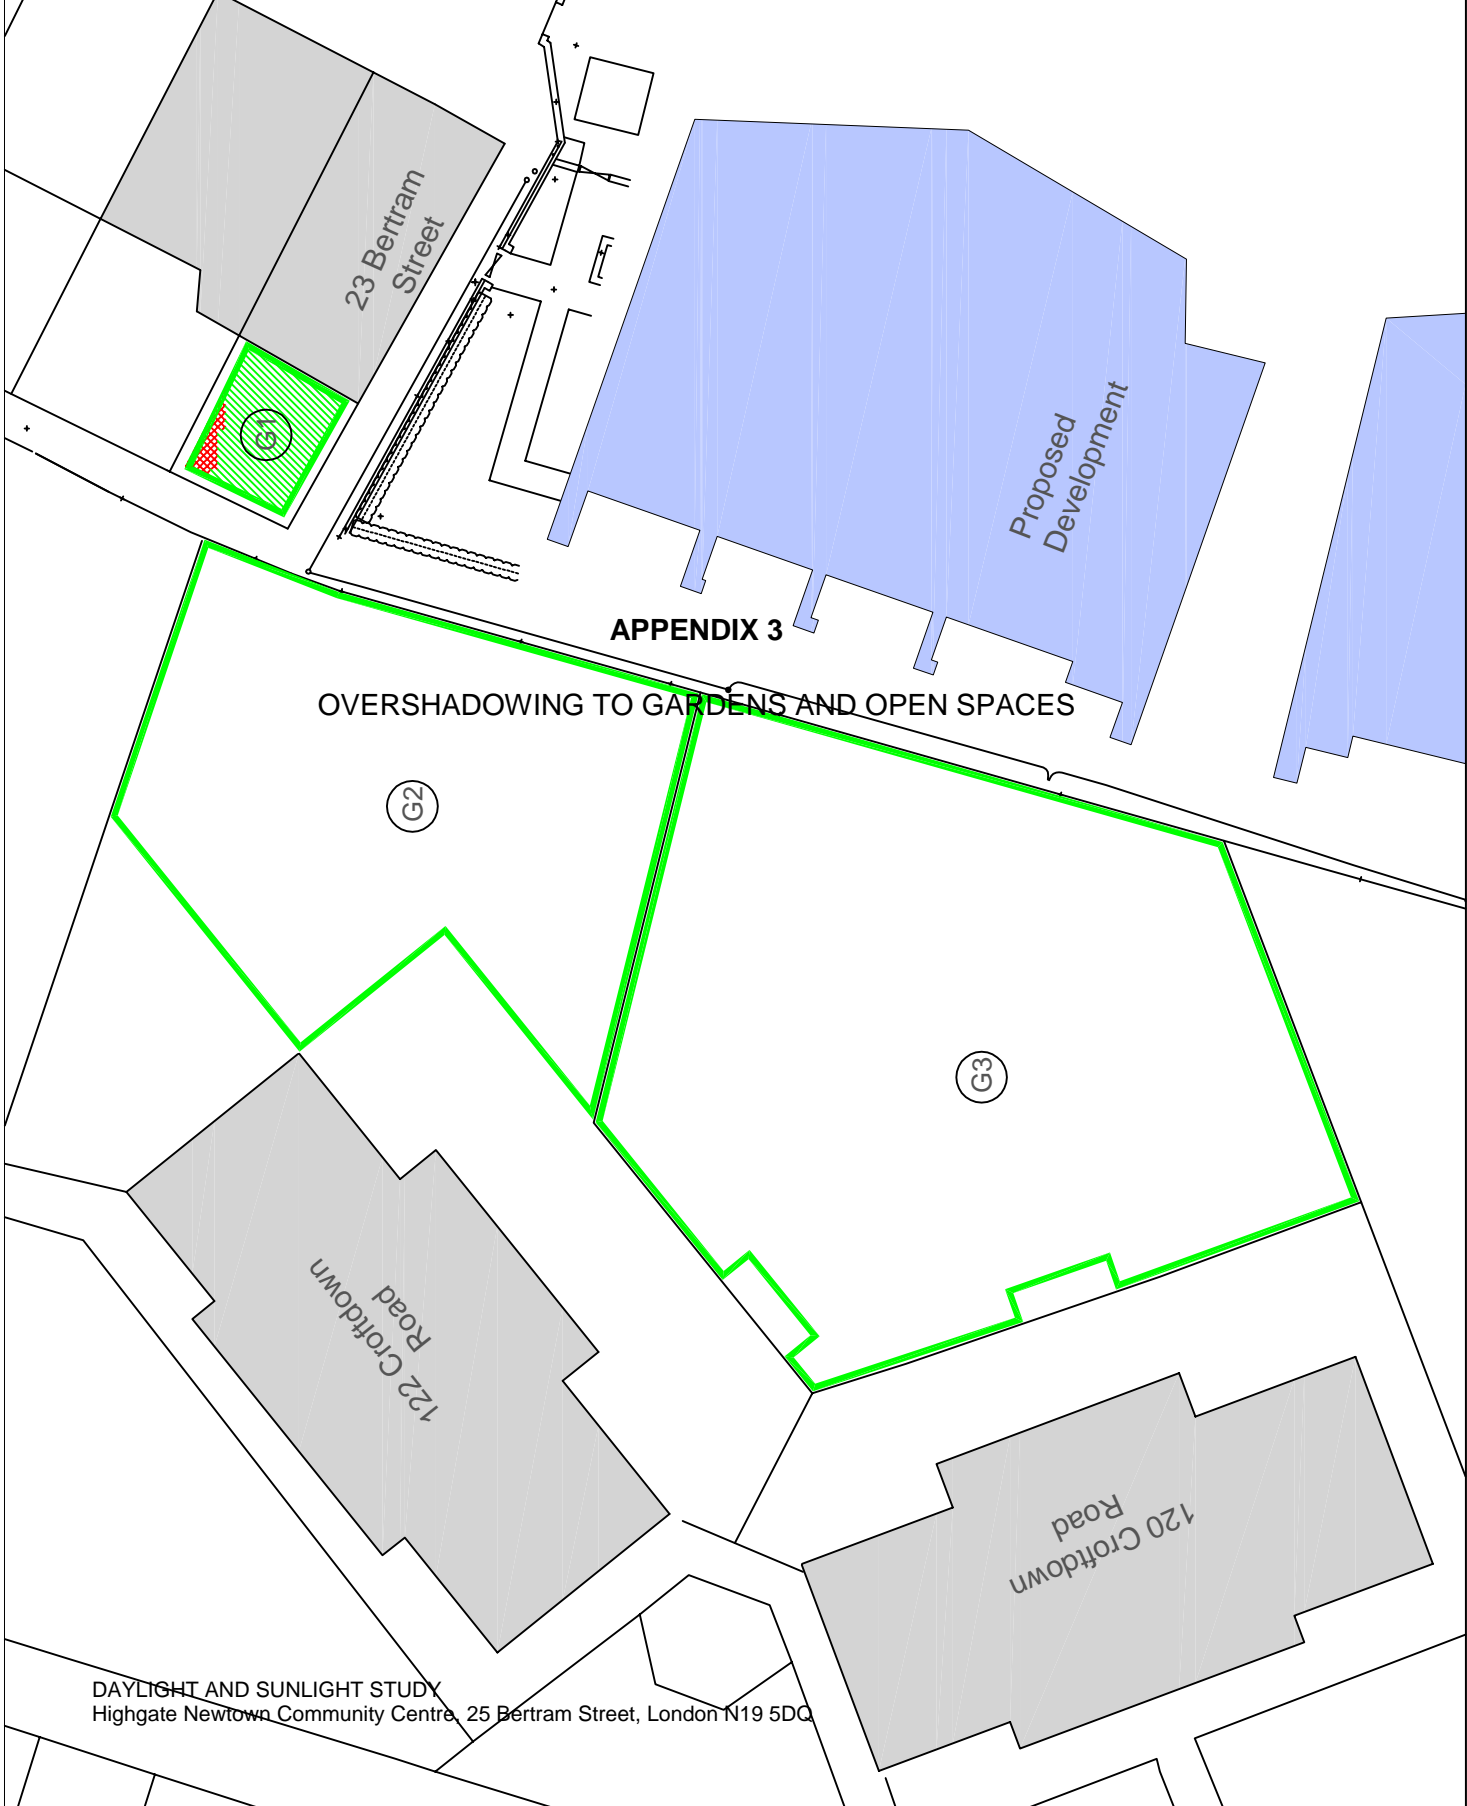 23 Bertram
Street
G1
Proposed
Development
APPENDIX 3
OVERSHADOWING TO GARDENS AND OPEN SPACES
G2
G3
122 Croftdown
Road
120 Croftdown
Road
DAYLIGHT AND SUNLIGHT STUDY
Highgate Newtown Community Centre, 25 Bertram Street, London N19 5DQ